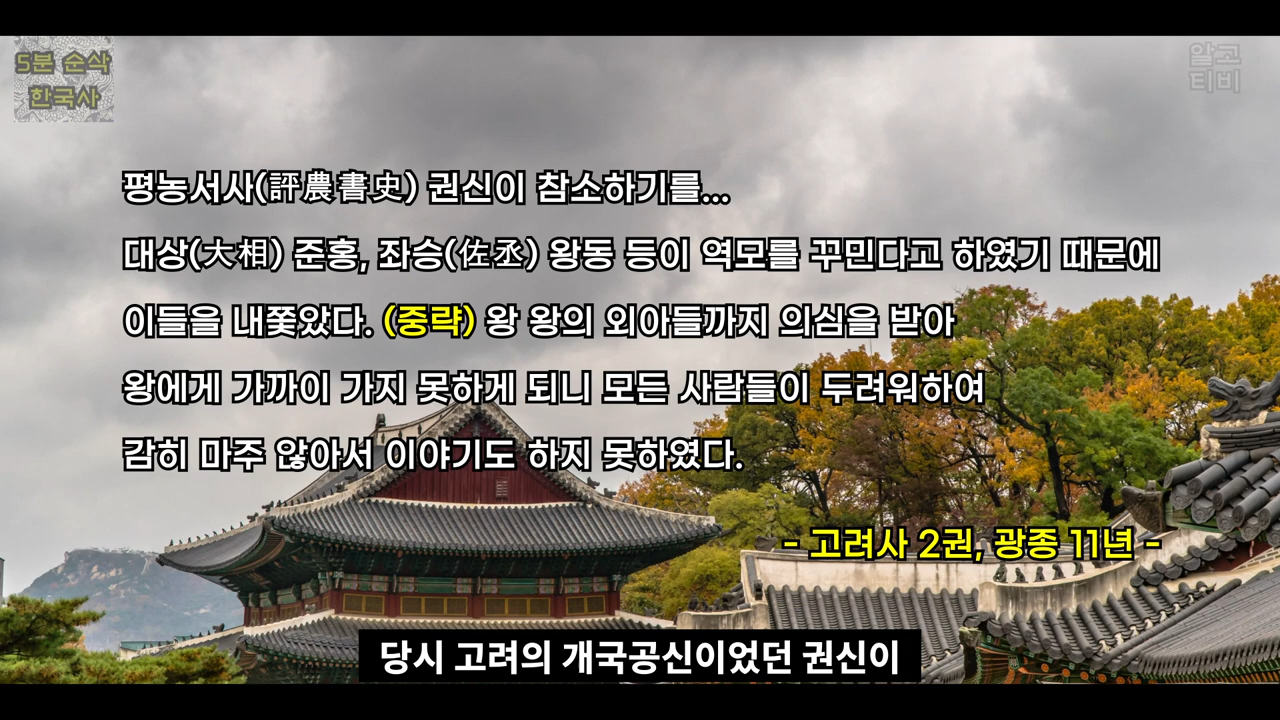 5분 순삭
한국사
알고
티비
평농서사(評農書史) 권신이 참소하기를...
대상(大相) 준홍, 좌승(佐丞) 왕동 등이 역모를 꾸민다고 하였기 때문에
이들을 내쫓았다. (중략) 왕 왕의 외아들까지 의심을 받아
왕에게 가까이 가지 못하게 되니 모든 사람들이 두려워하여
감히 마주 않아서 이야기도 하지 못하였다.
- 고려사 2권, 광종 11년 -
당시 고려의 개국공신이었던 권신이